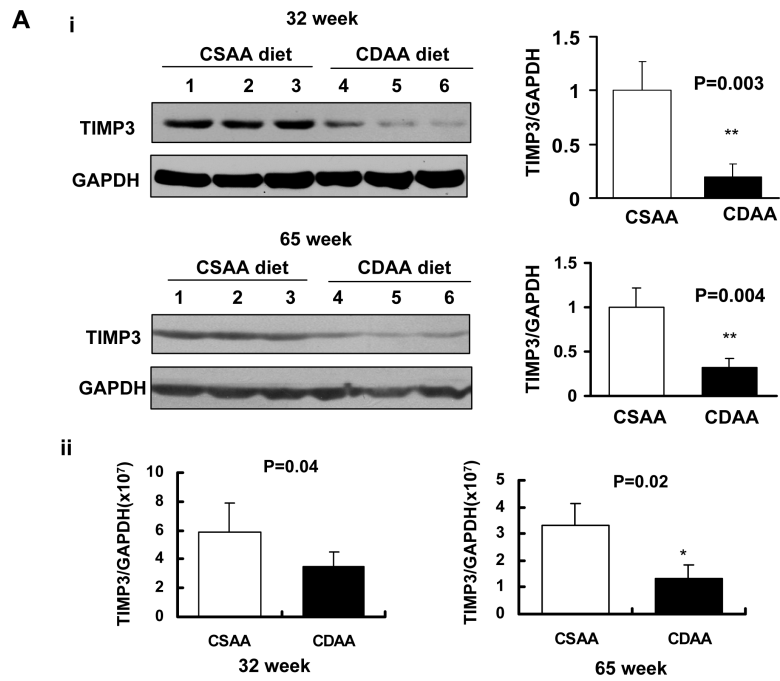 A
i
32 week
CSAA diet CDAA diet
1 2 3 4 5 6
TIMP3
GAPDH
TIMP3/GAPDH
1.5
1
0.5
0
P=0.003
**
CSAA CDAA
65 week
CSAA diet CDAA diet
1 2 3 4 5 6
TIMP3
GAPDH
TIMP3/GAPDH
1.5
1
0.5
0
P=0.004
**
CSAA CDAA
ii
TIMP3/GAPDH(x10⁷)
10
8
6
4
2
0
P=0.04
CSAA CDAA
32 week
TIMP3/GAPDH(x10⁷)
5
4
3
2
1
0
P=0.02
*
CSAA CDAA
65 week